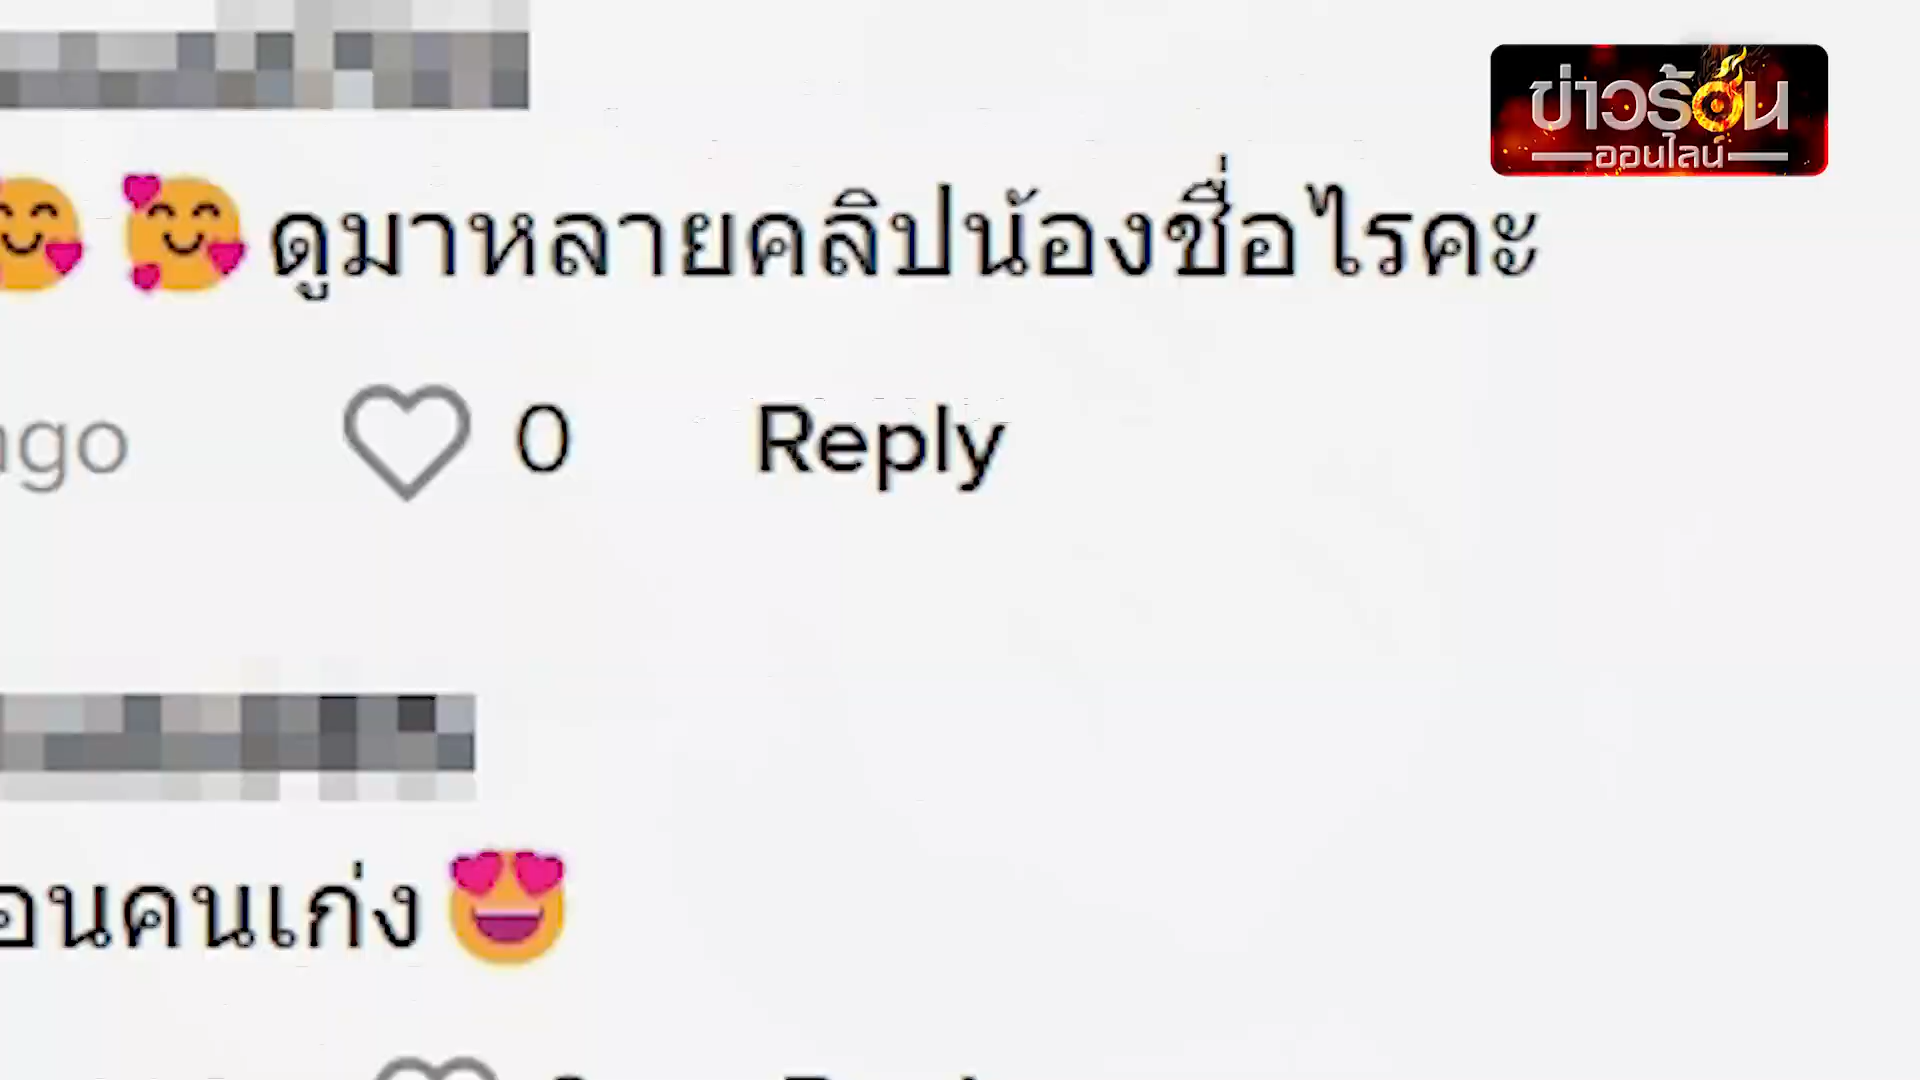 ข่าวร้อน
ออนไลน์
🥰 🥰 ดูมาหลายคลิปน้องชื่อไรคะ
ago 0 Reply
อนคนเก่ง 😍